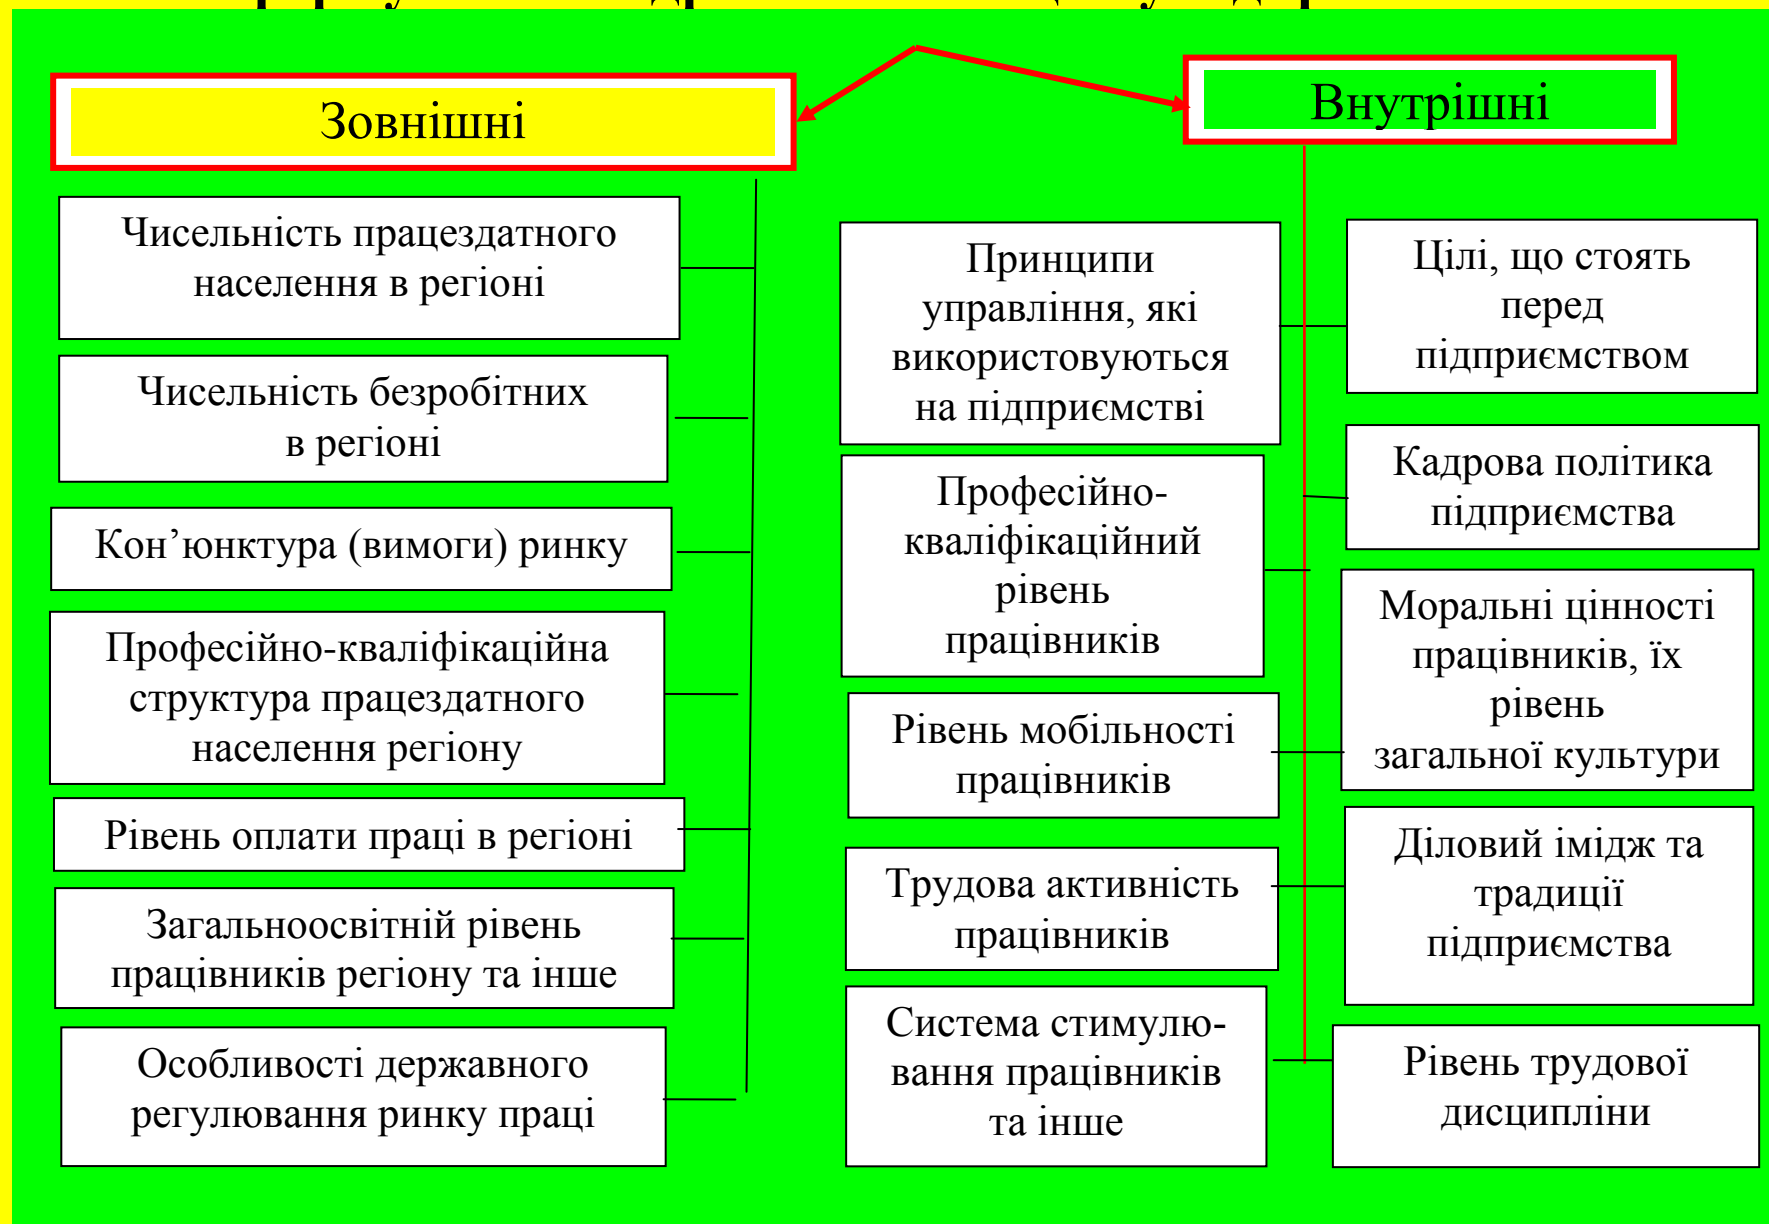 Зовнішні
Чисельність працездатного
населення в регіоні
Чисельність безробітних
в регіоні
Кон’юнктура (вимоги) ринку
Професійно-кваліфікаційна
структура працездатного
населення регіону
Рівень оплати праці в регіоні
Загальноосвітній рівень
працівників регіону та інше
Особливості державного
регулювання ринку праці
Внутрішні
Принципи
управління, які
використовуються
на підприємстві
Професійно-
кваліфікаційний
рівень
працівників
Рівень мобільності
працівників
Трудова активність
працівників
Система стимулю-
вання працівників
та інше
Цілі, що стоять
перед
підприємством
Кадрова політика
підприємства
Моральні цінності
працівників, їх
рівень
загальної культури
Діловий імідж та
традиції
підприємства
Рівень трудової
дисципліни